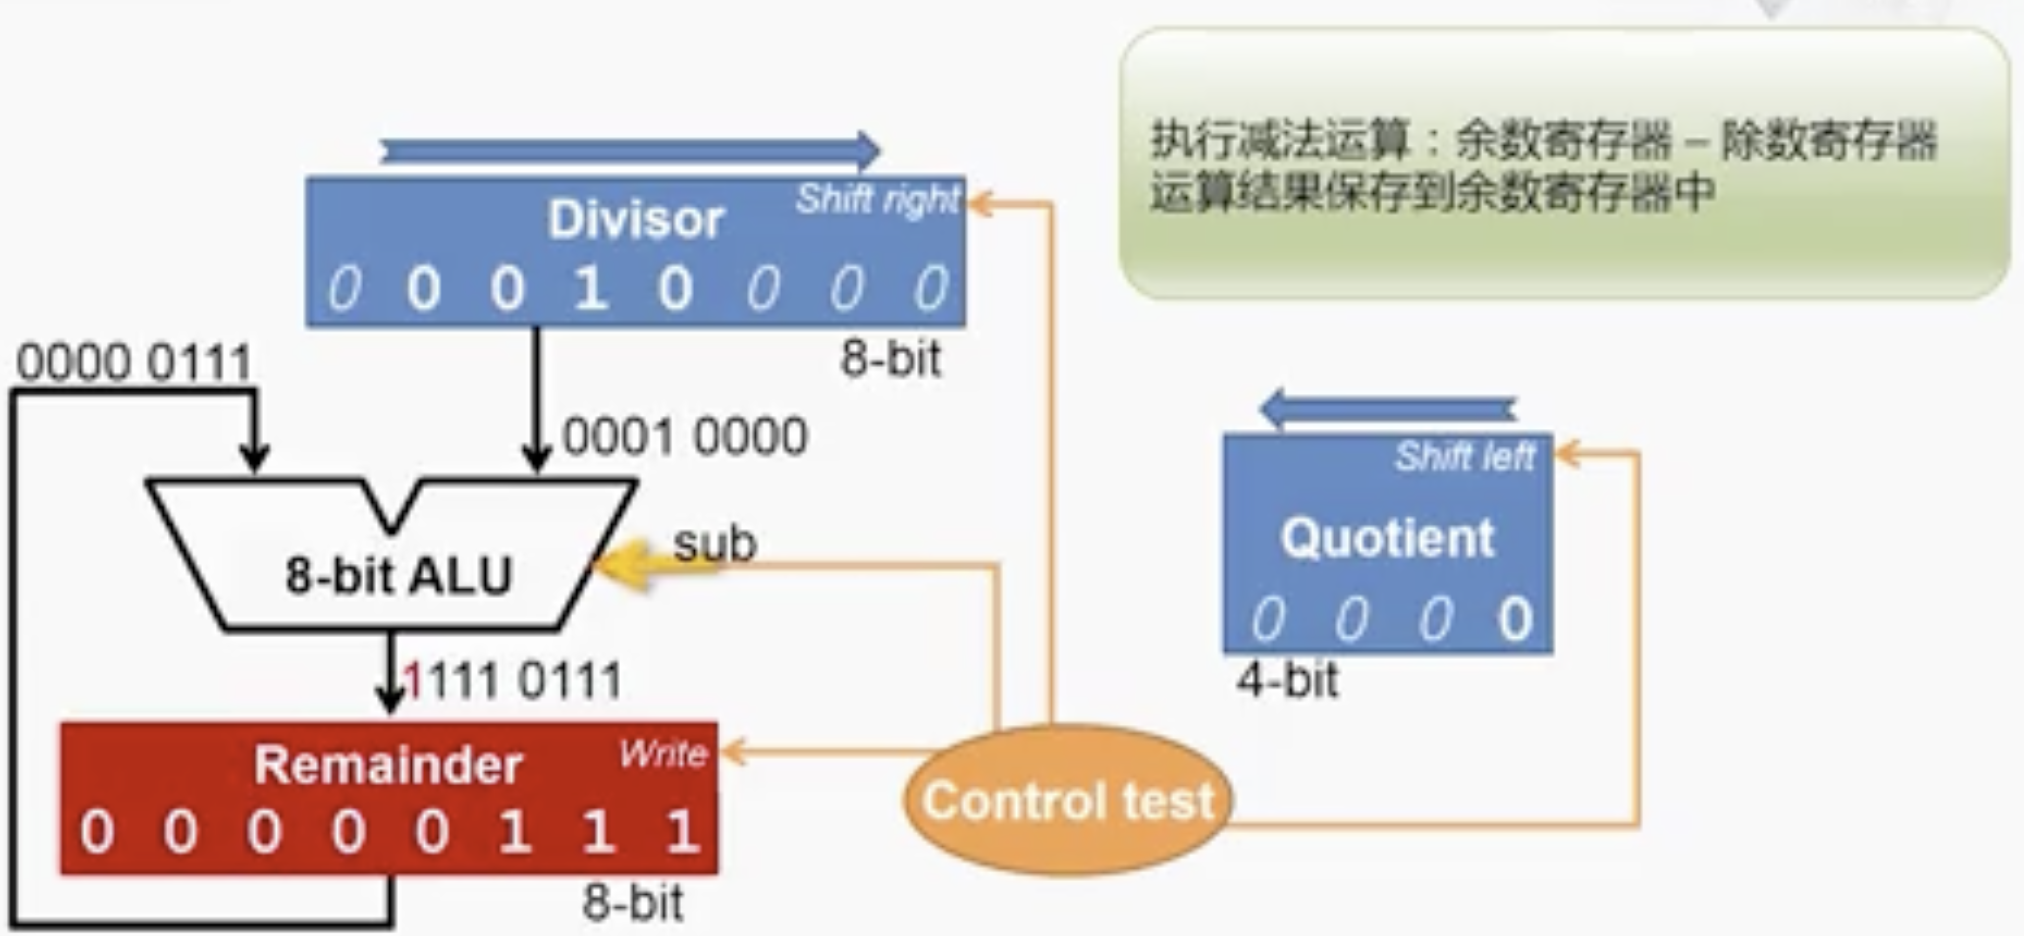 执行减法运算：余数寄存器 – 除数寄存器
运算结果保存到余数寄存器中
Shift right
Divisor
0 0 0 1 0 0 0 0
8-bit
0000 0111
0001 0000
8-bit ALU
sub
1111 0111
Remainder
Write
0 0 0 0 0 1 1 1
8-bit
Control test
Shift left
Quotient
0 0 0 0
4-bit